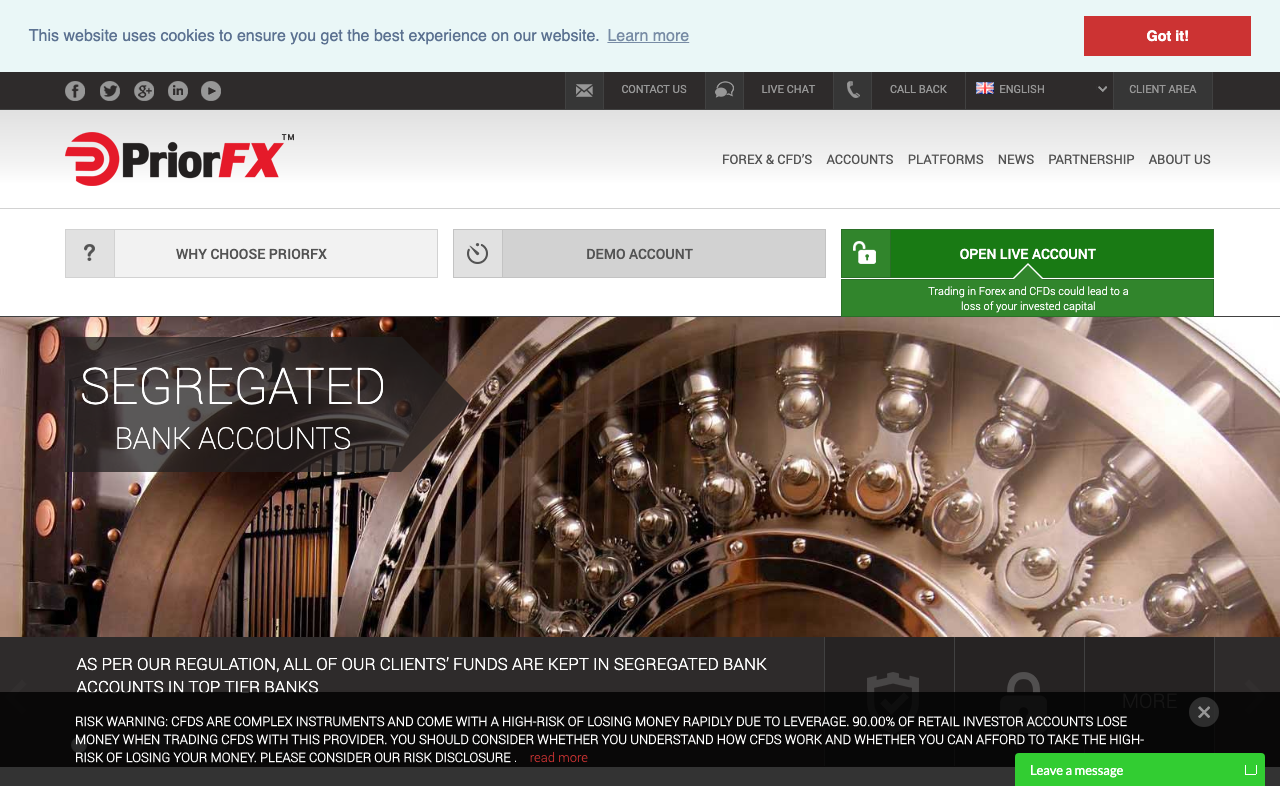 This website uses cookies to ensure you get the best experience on our website. Learn more
Got it!
CONTACT US
LIVE CHAT
CALL BACK
ENGLISH
CLIENT AREA
PriorFX™
FOREX & CFD'S
ACCOUNTS
PLATFORMS
NEWS
PARTNERSHIP
ABOUT US
? WHY CHOOSE PRIORFX
DEMO ACCOUNT
OPEN LIVE ACCOUNT
Trading in Forex and CFDs could lead to a
loss of your invested capital
SEGREGATED
BANK ACCOUNTS
AS PER OUR REGULATION, ALL OF OUR CLIENTS' FUNDS ARE KEPT IN SEGREGATED BANK
ACCOUNTS IN TOP TIER BANKS
MORE
RISK WARNING: CFDS ARE COMPLEX INSTRUMENTS AND COME WITH A HIGH-RISK OF LOSING MONEY RAPIDLY DUE TO LEVERAGE. 90.00% OF RETAIL INVESTOR ACCOUNTS LOSE
MONEY WHEN TRADING CFDS WITH THIS PROVIDER. YOU SHOULD CONSIDER WHETHER YOU UNDERSTAND HOW CFDS WORK AND WHETHER YOU CAN AFFORD TO TAKE THE HIGH-
RISK OF LOSING YOUR MONEY. PLEASE CONSIDER OUR RISK DISCLOSURE . read more
Leave a message